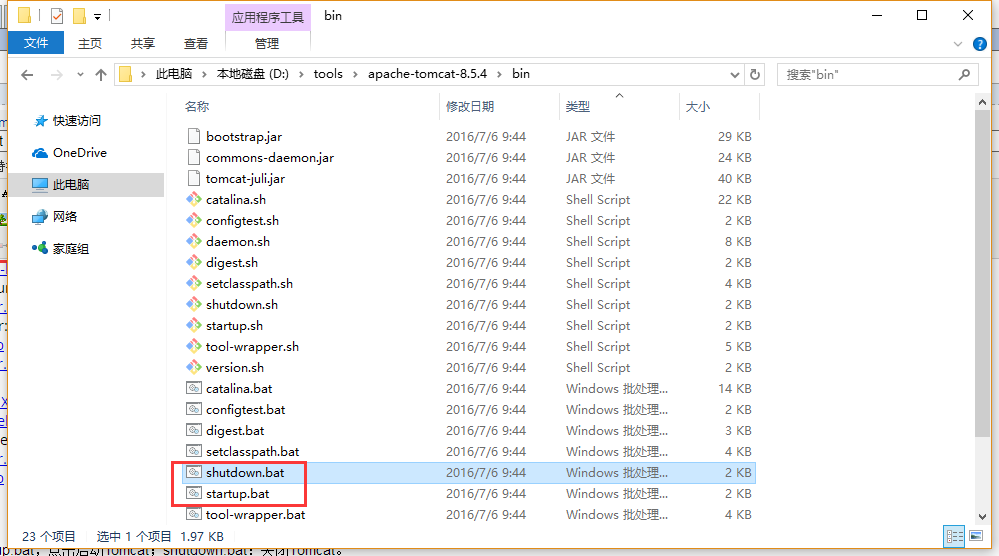 应用程序工具 bin
文件 主页 共享 查看 管理
此电脑 本地磁盘 (D:) tools apache-tomcat-8.5.4 bin 搜索"bin"
快速访问
OneDrive
此电脑
网络
家庭组
名称 修改日期 类型 大小
bootstrap.jar 2016/7/6 9:44 JAR 文件 29 KB
commons-daemon.jar 2016/7/6 9:44 JAR 文件 24 KB
tomcat-juli.jar 2016/7/6 9:44 JAR 文件 40 KB
catalina.sh 2016/7/6 9:44 Shell Script 22 KB
configtest.sh 2016/7/6 9:44 Shell Script 2 KB
daemon.sh 2016/7/6 9:44 Shell Script 8 KB
digest.sh 2016/7/6 9:44 Shell Script 2 KB
setclasspath.sh 2016/7/6 9:44 Shell Script 4 KB
shutdown.sh 2016/7/6 9:44 Shell Script 2 KB
startup.sh 2016/7/6 9:44 Shell Script 2 KB
tool-wrapper.sh 2016/7/6 9:44 Shell Script 5 KB
version.sh 2016/7/6 9:44 Shell Script 2 KB
catalina.bat 2016/7/6 9:44 Windows 批处理... 14 KB
configtest.bat 2016/7/6 9:44 Windows 批处理... 2 KB
digest.bat 2016/7/6 9:44 Windows 批处理... 3 KB
setclasspath.bat 2016/7/6 9:44 Windows 批处理... 4 KB
shutdown.bat 2016/7/6 9:44 Windows 批处理... 2 KB
startup.bat 2016/7/6 9:44 Windows 批处理... 2 KB
tool-wrapper.bat 2016/7/6 9:44 Windows 批处理... 4 KB
23 个项目 选中 1 个项目 1.97 KB